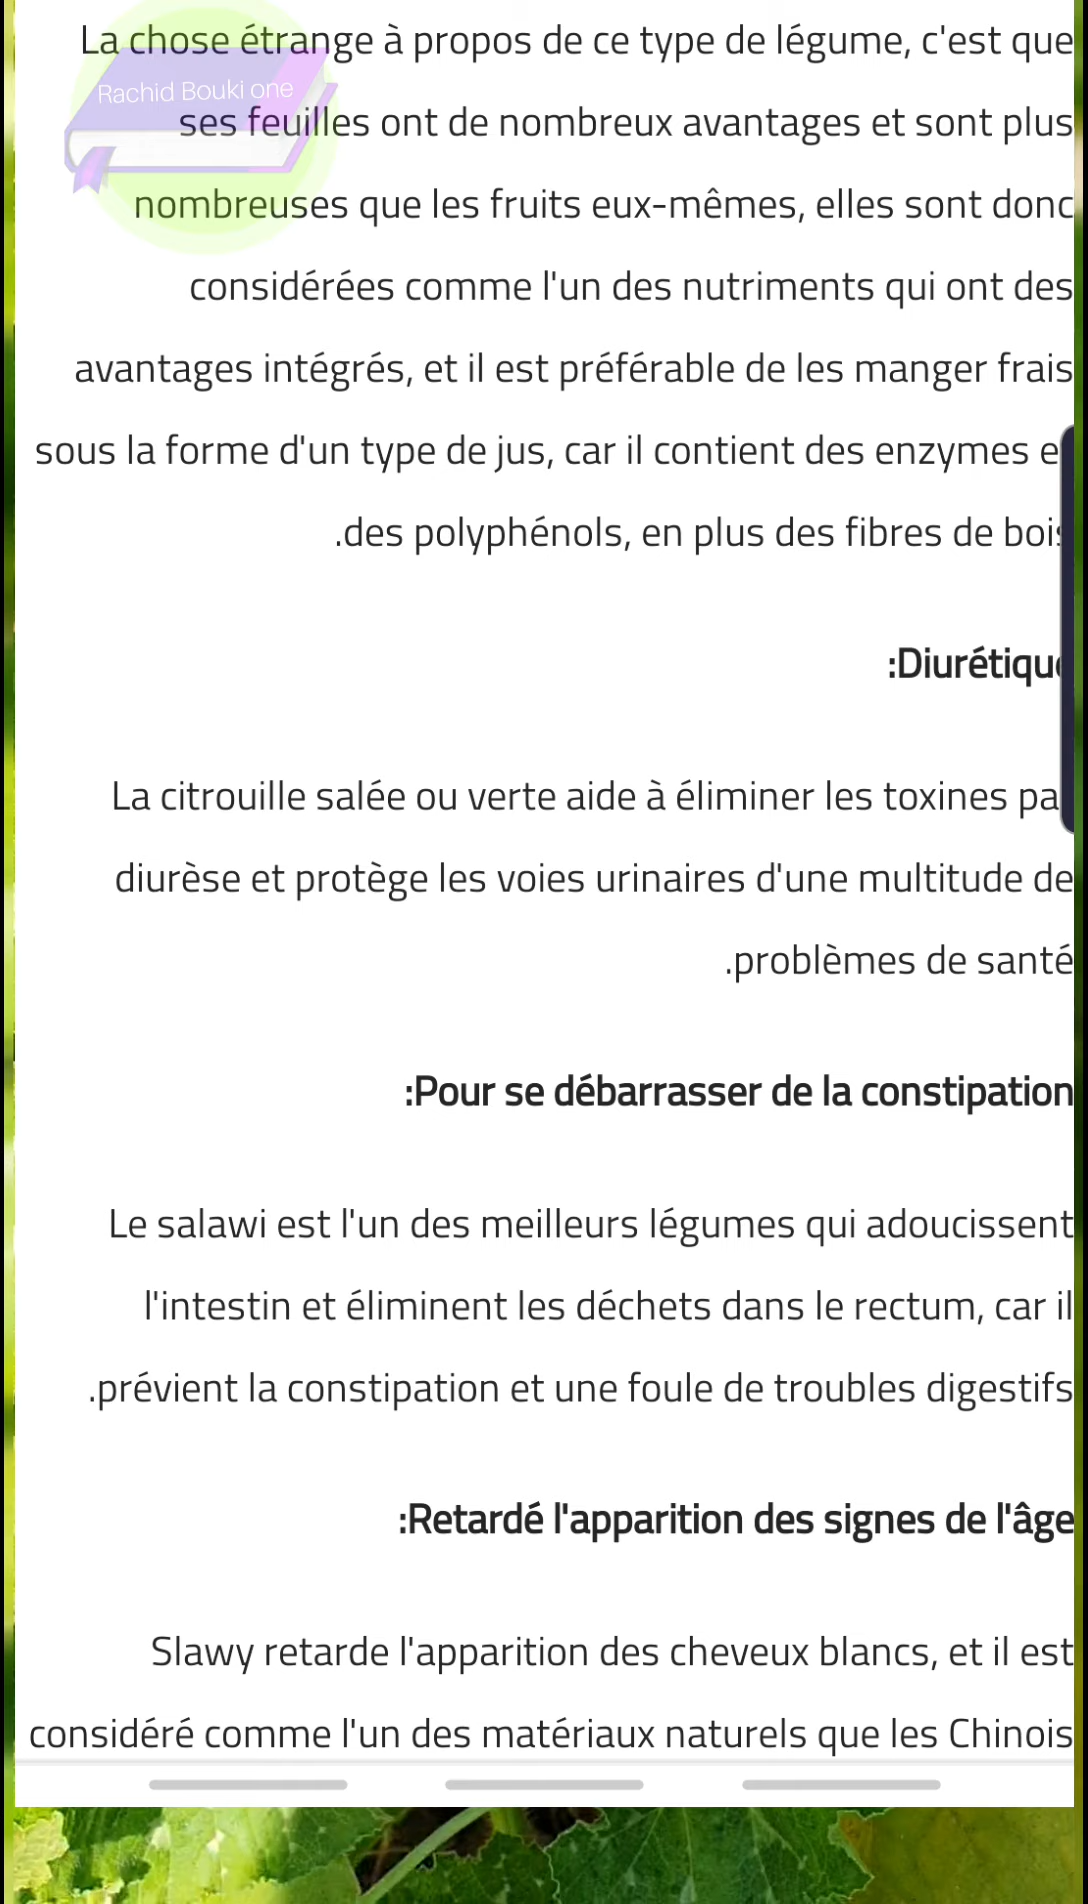 La chose étrange à propos de ce type de légume, c'est que
Rachid Bouki one
ses feuilles ont de nombreux avantages et sont plus
nombreuses que les fruits eux-mêmes, elles sont donc
considérées comme l'un des nutriments qui ont des
avantages intégrés, et il est préférable de les manger frais
sous la forme d'un type de jus, car il contient des enzymes e
.des polyphénols, en plus des fibres de bois
:Diurétique
La citrouille salée ou verte aide à éliminer les toxines pa
diurèse et protège les voies urinaires d'une multitude de
.problèmes de santé
:Pour se débarrasser de la constipation
Le salawi est l'un des meilleurs légumes qui adoucissent
l'intestin et éliminent les déchets dans le rectum, car il
.prévient la constipation et une foule de troubles digestifs
:Retardé l'apparition des signes de l'âge
Slawy retarde l'apparition des cheveux blancs, et il est
considéré comme l'un des matériaux naturels que les Chinois